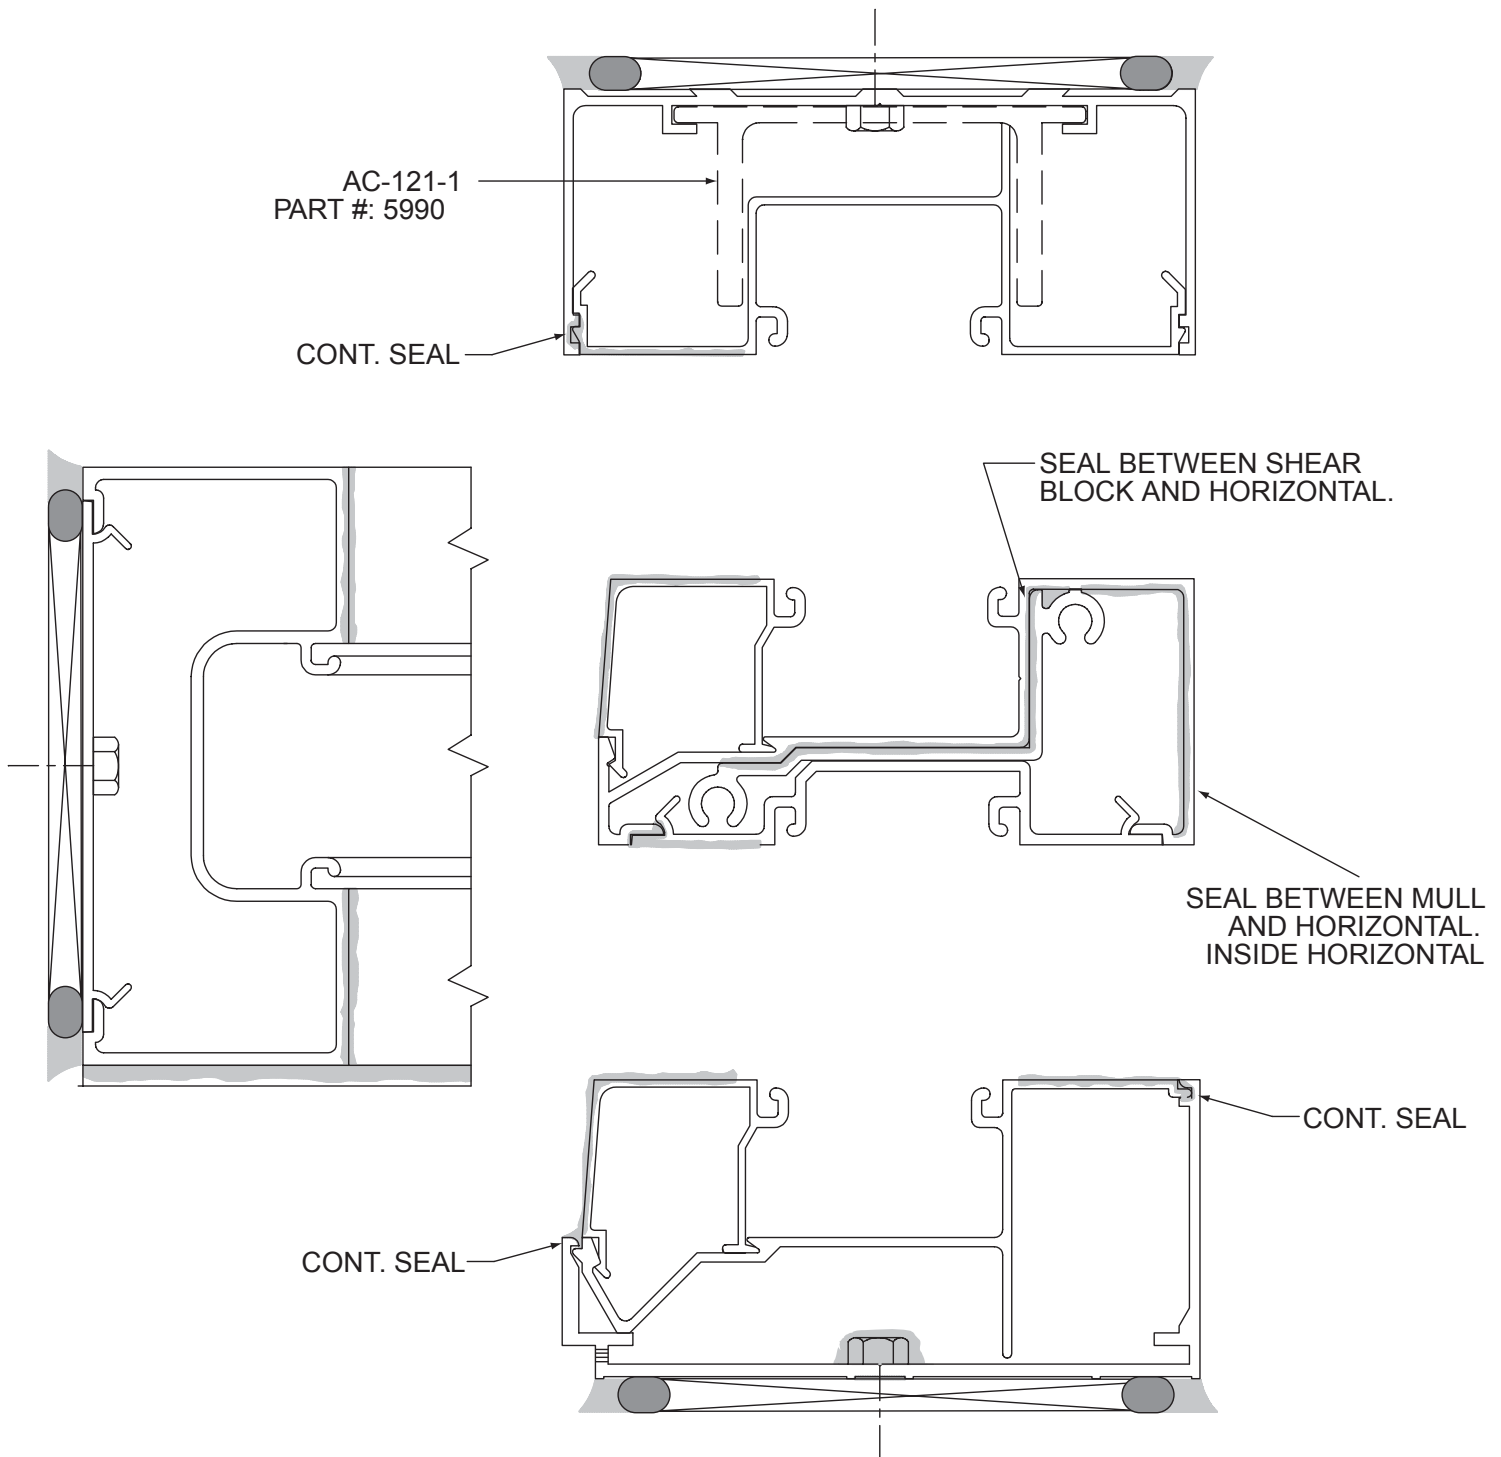 AC-121-1
PART #: 5990
CONT. SEAL
SEAL BETWEEN SHEAR
BLOCK AND HORIZONTAL.
SEAL BETWEEN MULL
AND HORIZONTAL.
INSIDE HORIZONTAL
CONT. SEAL
CONT. SEAL